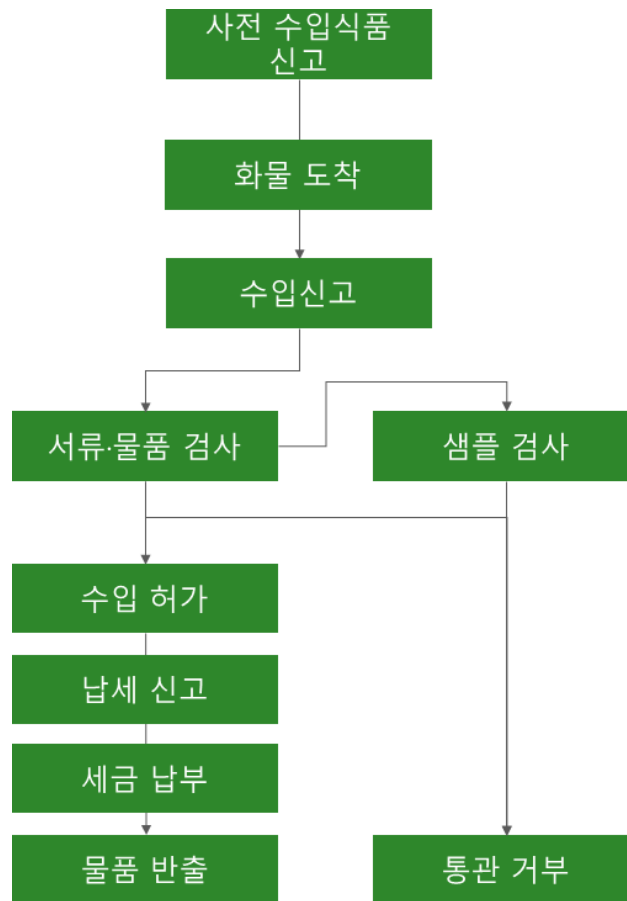 사전 수입식품
신고
화물 도착
수입신고
서류·물품 검사
샘플 검사
수입 허가
납세 신고
세금 납부
물품 반출
통관 거부